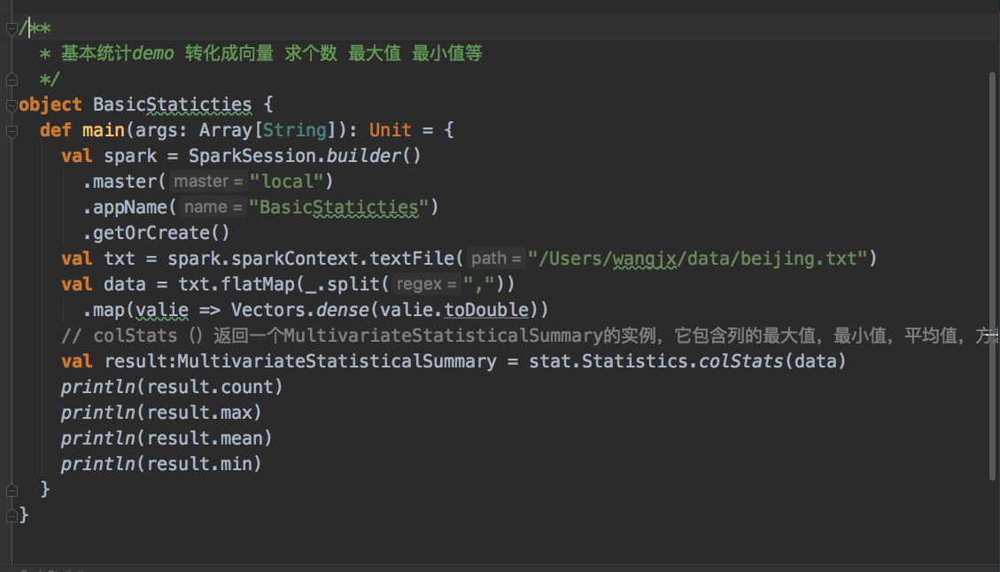 /**
* 基本统计demo 转化成向量 求个数 最大值 最小值等
*/
object BasicStaticties {
def main(args: Array[String]): Unit = {
val spark = SparkSession.builder()
.master( master = "local")
.appName( name = "BasicStaticties")
.getOrCreate()
val txt = spark.sparkContext.textFile( path = "/Users/wangjx/data/beijing.txt")
val data = txt.flatMap(_.split( regex = ","))
.map(valie => Vectors.dense(valie.toDouble))
// colStats（）返回一个MultivariateStatisticalSummary的实例，它包含列的最大值，最小值，平均值，方
val result:MultivariateStatisticalSummary = stat.Statistics.colStats(data)
println(result.count)
println(result.max)
println(result.mean)
println(result.min)
}
}